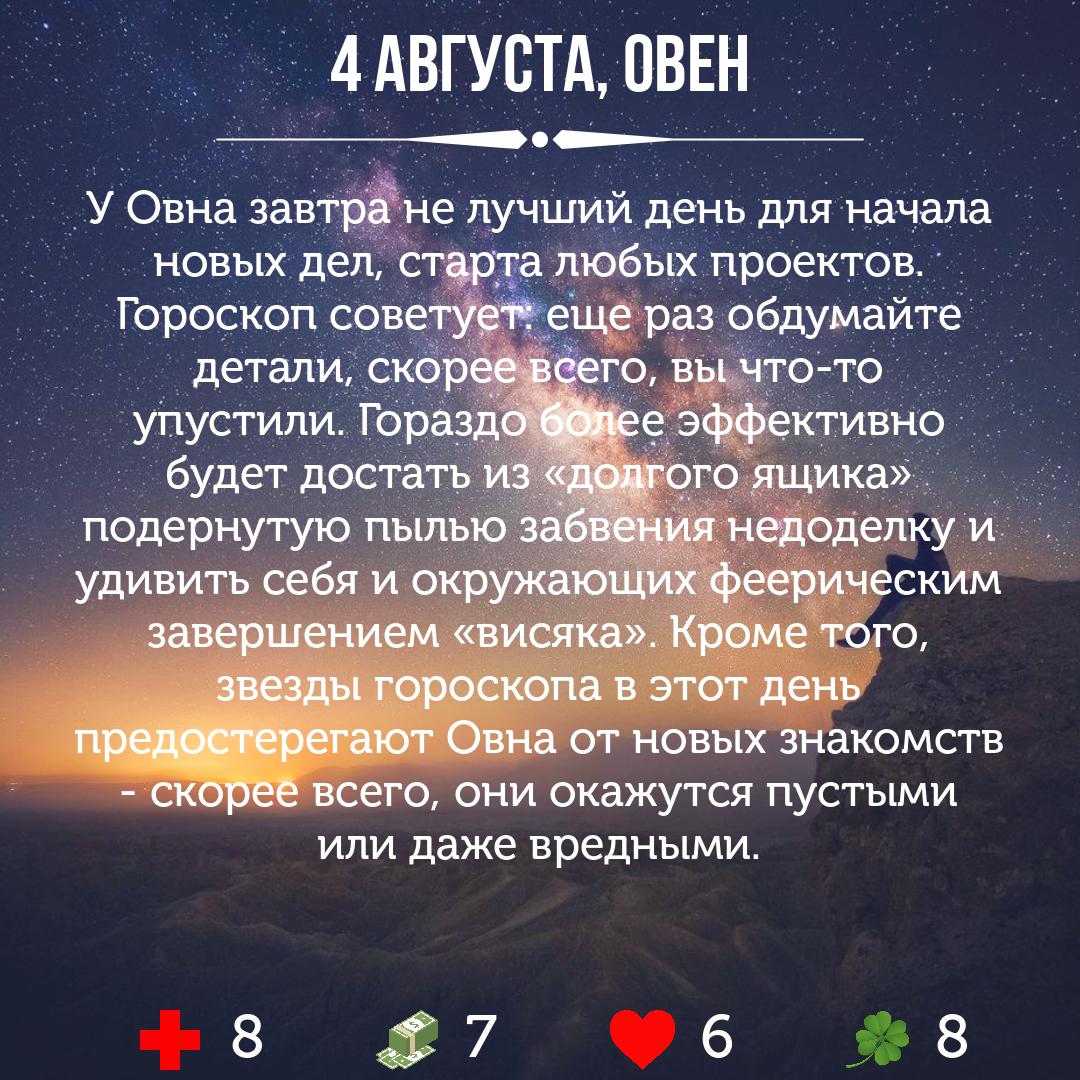 4 АВГУСТА, ОВЕН
У Овна завтра не лучший день для начала
новых дел, старта любых проектов.
Гороскоп советует: еще раз обдумайте
детали, скорее всего, вы что-то
упустили. Гораздо более эффективно
будет достать из «долгого ящика»
подернутую пылью забвения недоделку и
удивить себя и окружающих феерическим
завершением «висяка». Кроме того,
звезды гороскопа в этот день
предостерегают Овна от новых знакомств
- скорее всего, они окажутся пустыми
или даже вредными.
8 7 6 8